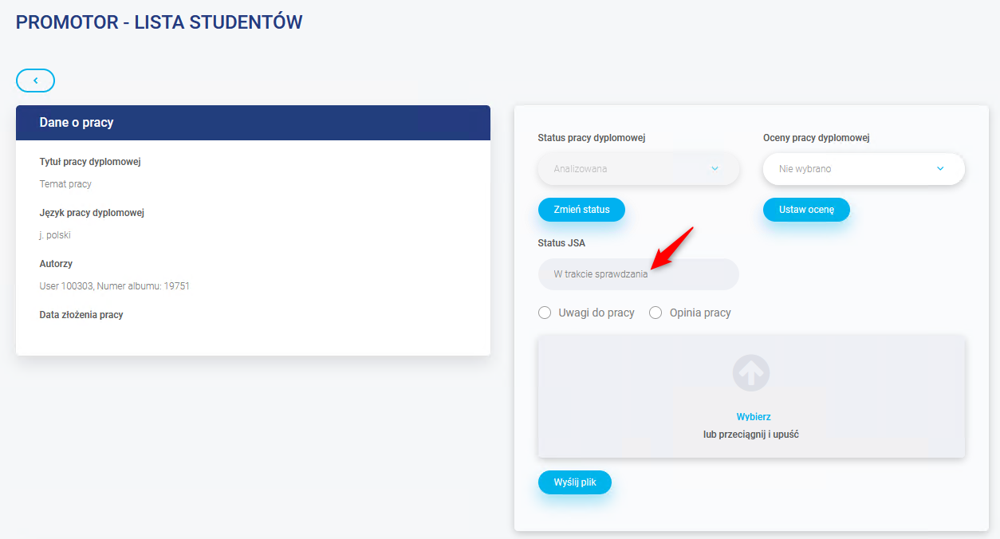 PROMOTOR - LISTA STUDENTÓW
Dane o pracy
Tytuł pracy dyplomowej
Temat pracy
Język pracy dyplomowej
j. polski
Autorzy
User 100303, Numer albumu: 19751
Data złożenia pracy
Status pracy dyplomowej
Analizowana
Zmień status
Oceny pracy dyplomowej
Nie wybrano
Ustaw ocenę
Status JSA
W trakcie sprawdzania
Uwagi do pracy
Opinia pracy
Wybierz
lub przeciągnij i upuść
Wyślij plik